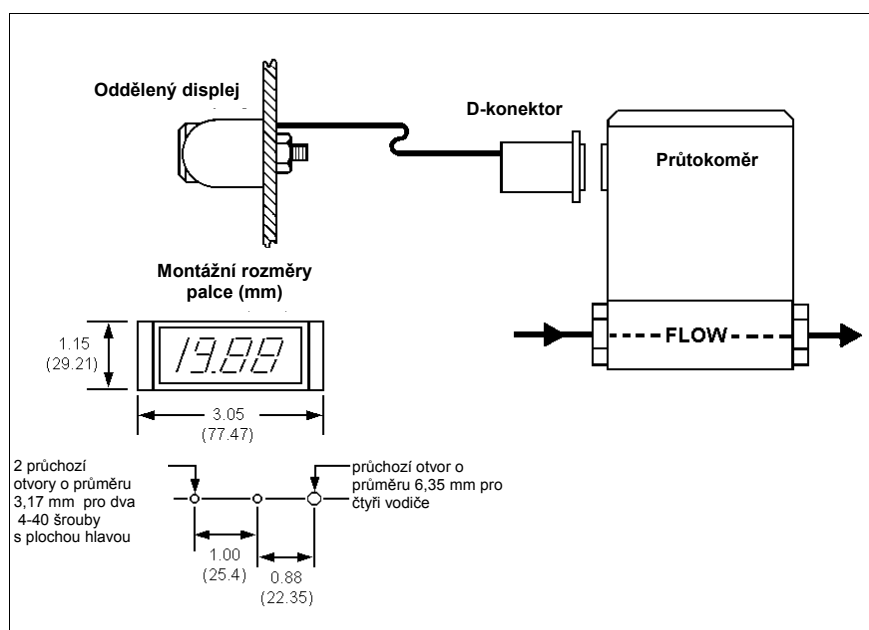 Oddělený displej
D-konektor
Průtokoměr
Montážní rozměry
palce (mm)
FLOW
1.15
(29.21)
19.88
3.05
(77.47)
2 průchozí
otvory o průměru
3,17 mm  pro dva
4-40 šrouby
s plochou hlavou
průchozí otvor o
průměru 6,35 mm pro
čtyři vodiče
1.00
(25.4)
0.88
(22.35)